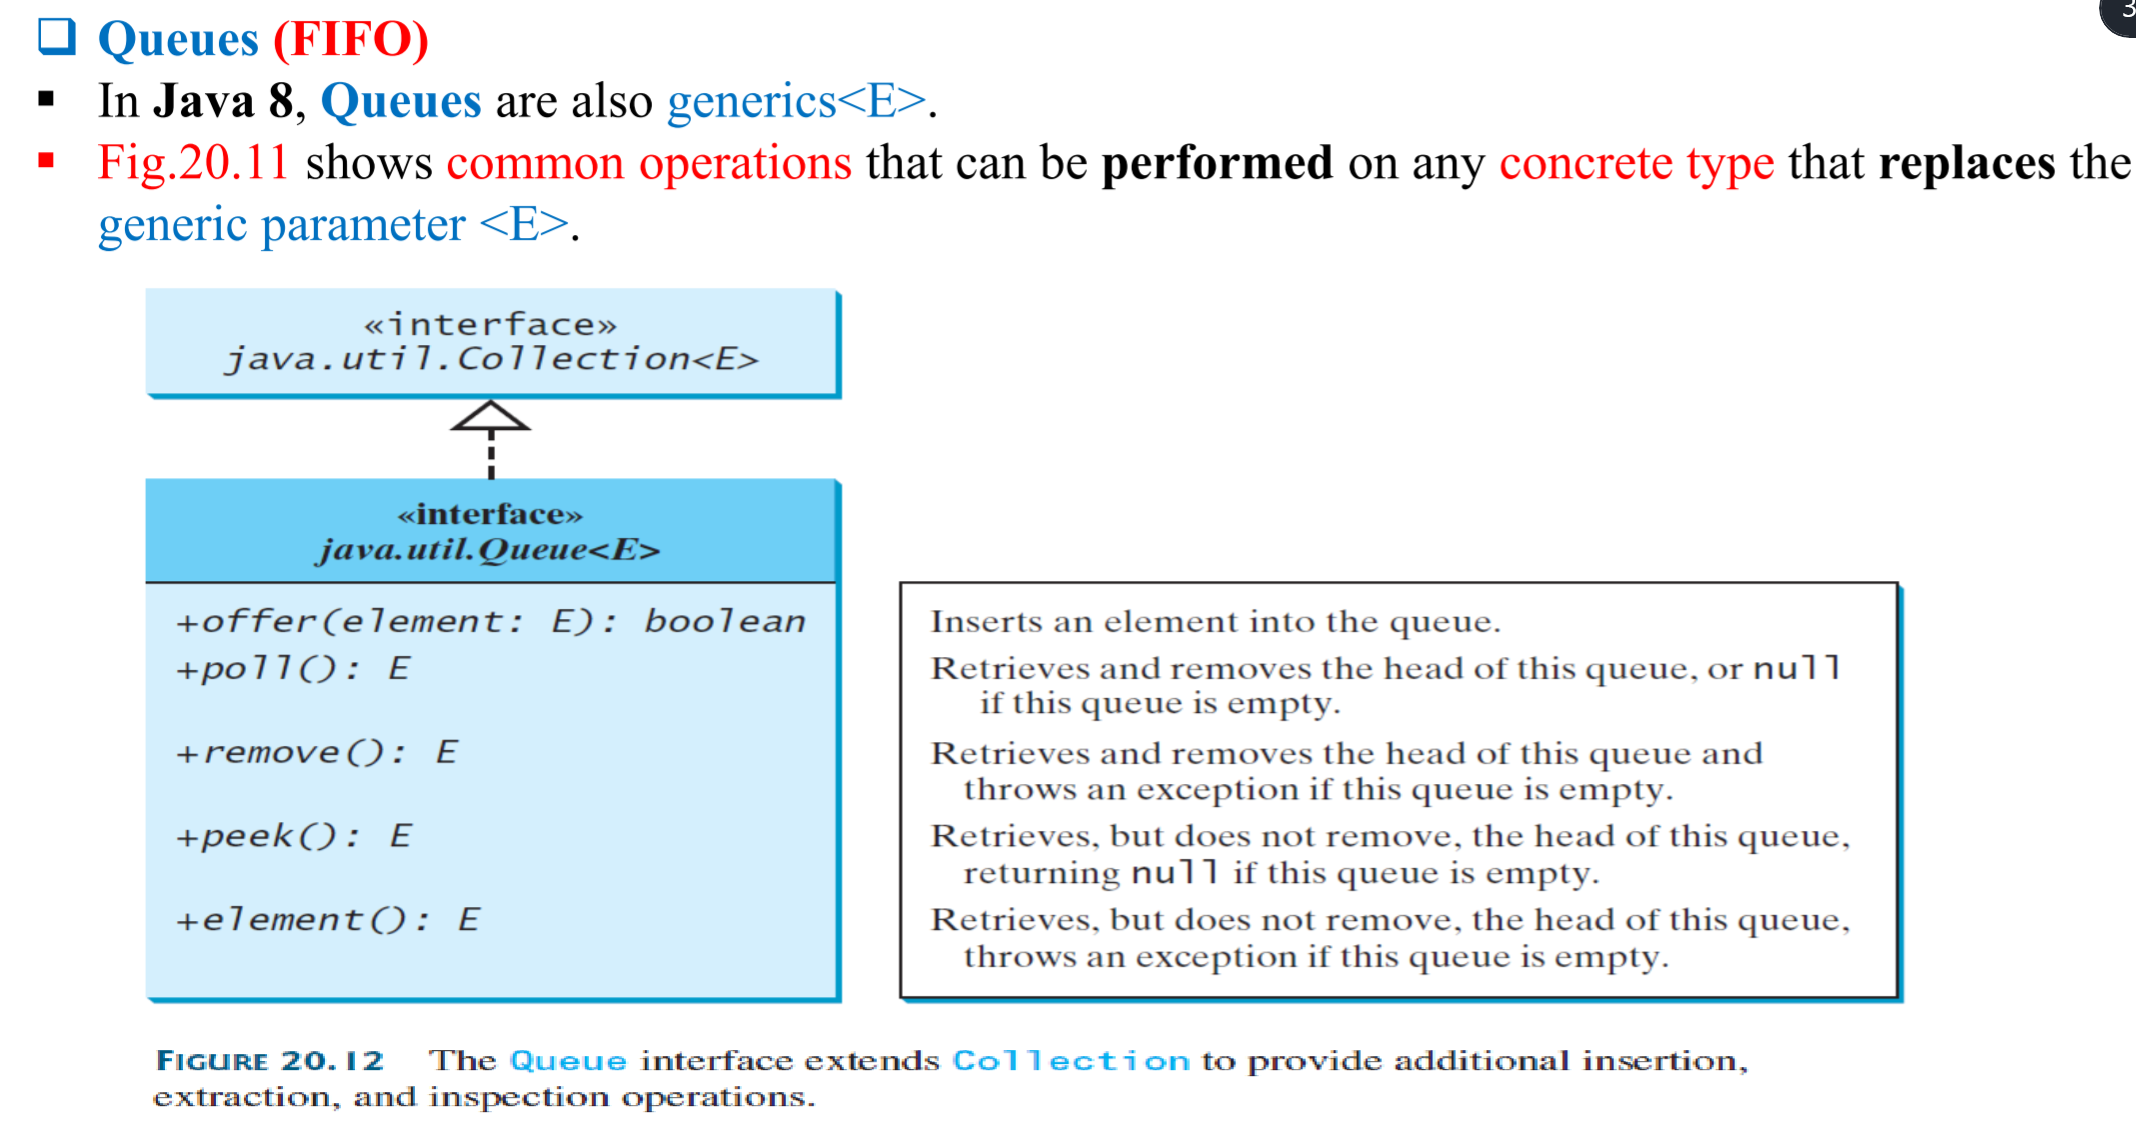 3
Queues (FIFO)
In Java 8, Queues are also generics<E>.
Fig.20.11 shows common operations that can be performed on any concrete type that replaces the
generic parameter <E>.
«interface»
java.util.Collection<E>
«interface»
java.util.Queue<E>
+offer(element: E): boolean
Inserts an element into the queue.
+poll(): E
Retrieves and removes the head of this queue, or null
if this queue is empty.
+remove(): E
Retrieves and removes the head of this queue and
throws an exception if this queue is empty.
+peek(): E
Retrieves, but does not remove, the head of this queue,
returning null if this queue is empty.
+element(): E
Retrieves, but does not remove, the head of this queue,
throws an exception if this queue is empty.
FIGURE 20.12 The Queue interface extends Collection to provide additional insertion,
extraction, and inspection operations.